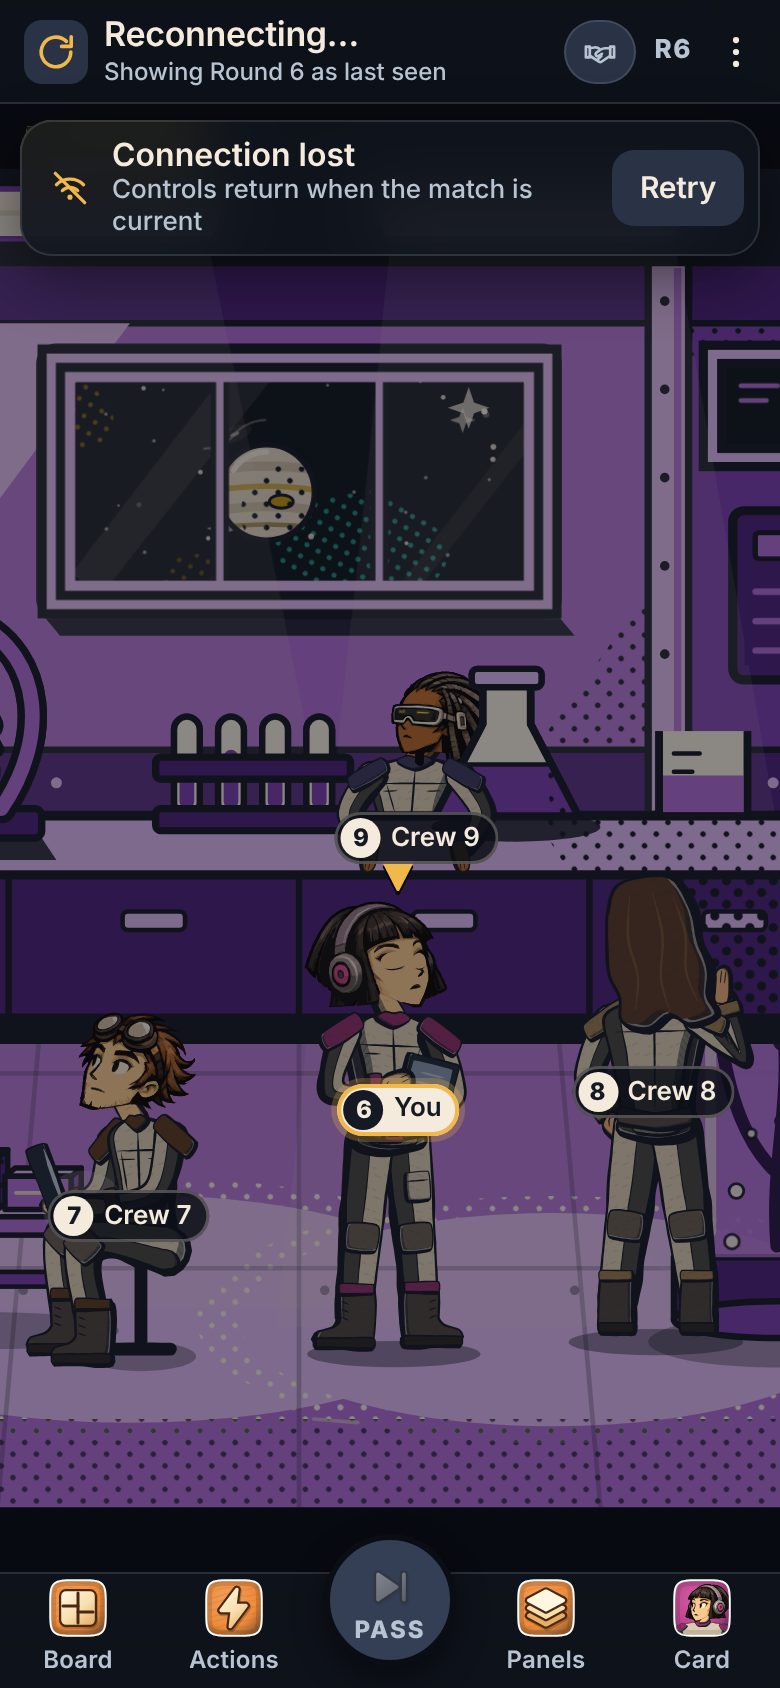 Reconnecting...
Showing Round 6 as last seen
R6
Connection lost
Controls return when the match is
current
Retry
9 Crew 9
6 You
8 Crew 8
7 Crew 7
PASS
Board
Actions
Panels
Card